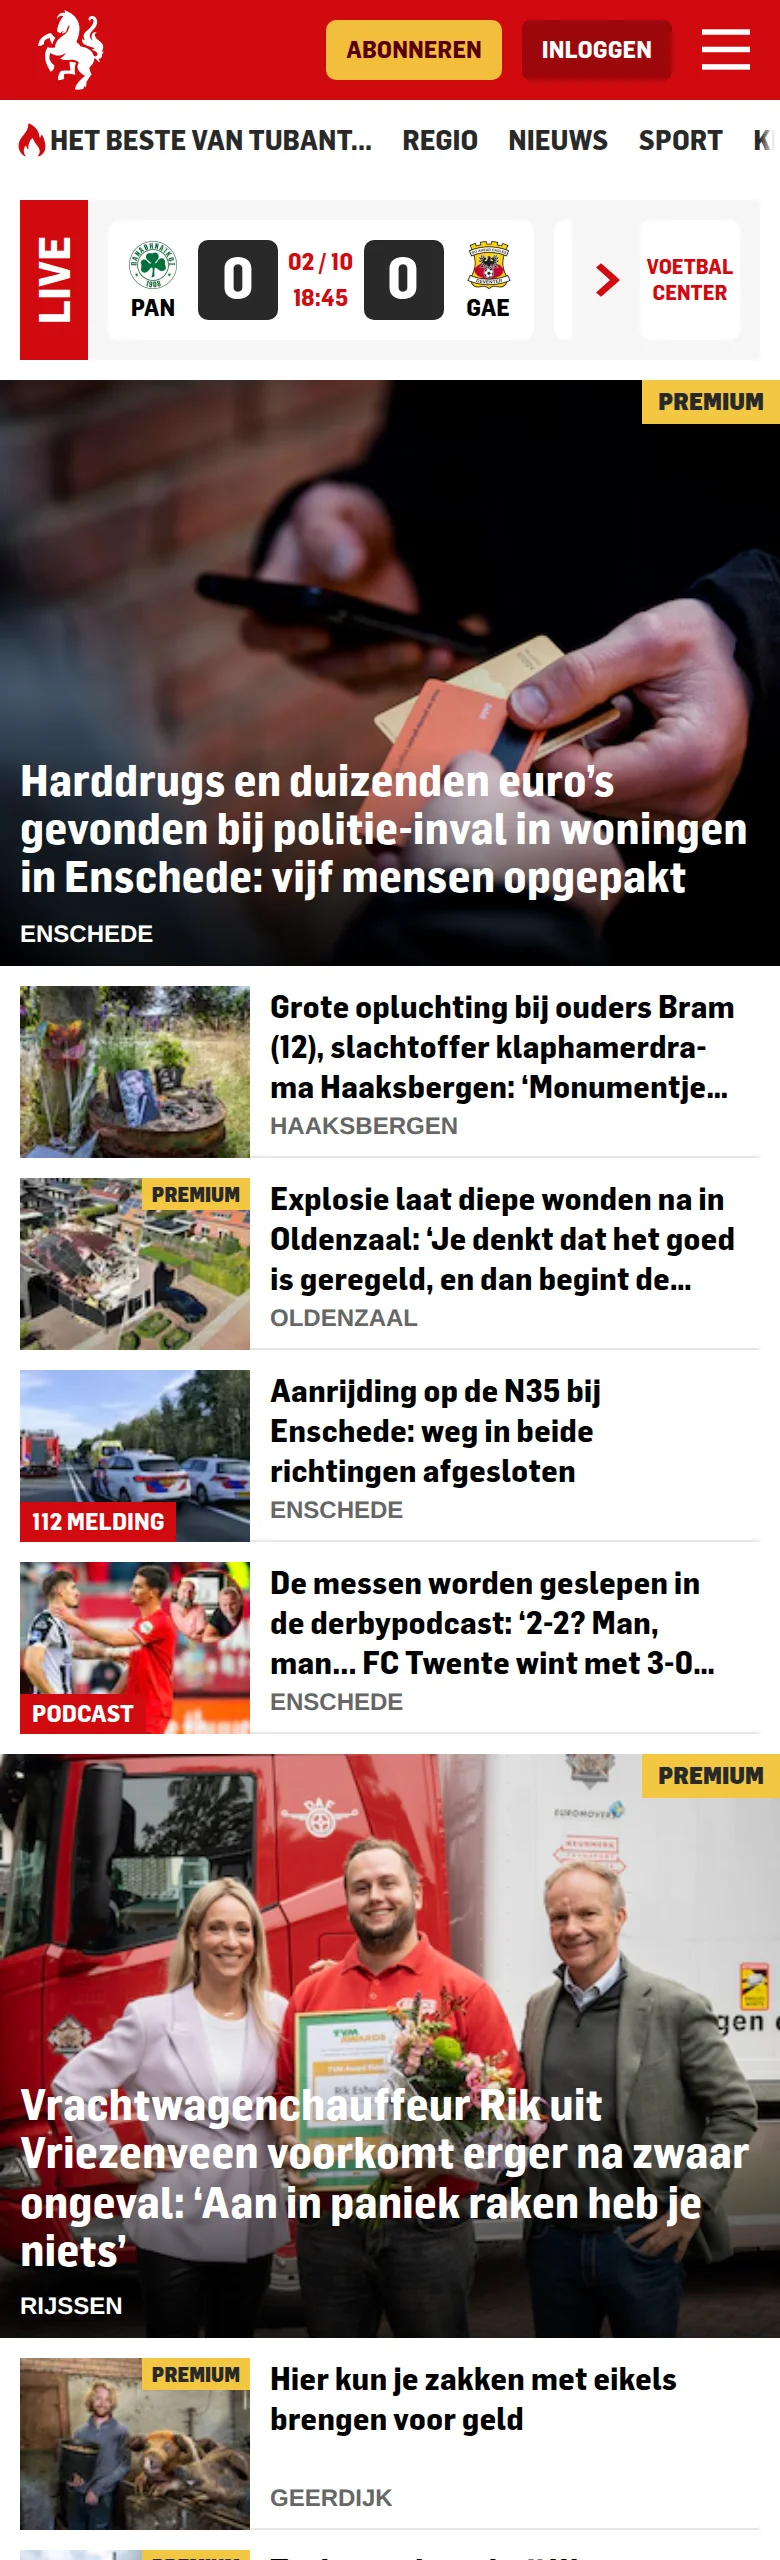 ABONNEREN
INLOGGEN
HET BESTE VAN TUBANT...
REGIO
NIEUWS
SPORT
LIVE
PAN
0
02 / 10
18:45
0
GAE
VOETBAL
CENTER
PREMIUM
Harddrugs en duizenden euro’s
gevonden bij politie-inval in woningen
in Enschede: vijf mensen opgepakt
ENSCHEDE
Grote opluchting bij ouders Bram
(12), slachtoffer klaphamerdra-
ma Haaksbergen: ‘Monumentje...
HAAKSBERGEN
PREMIUM
Explosie laat diepe wonden na in
Oldenzaal: ‘Je denkt dat het goed
is geregeld, en dan begint de...
OLDENZAAL
112 MELDING
Aanrijding op de N35 bij
Enschede: weg in beide
richtingen afgesloten
ENSCHEDE
PODCAST
De messen worden geslepen in
de derbypodcast: ‘2-2? Man,
man... FC Twente wint met 3-0...
ENSCHEDE
PREMIUM
EUROMOVERS
TVM
AWARDS
gen
Vrachtwagenchauffeur Rik uit
Vriezenveen voorkomt erger na zwaar
ongeval: ‘Aan in paniek raken heb je
niets’
RIJSSEN
PREMIUM
Hier kun je zakken met eikels
brengen voor geld
GEERDIJK